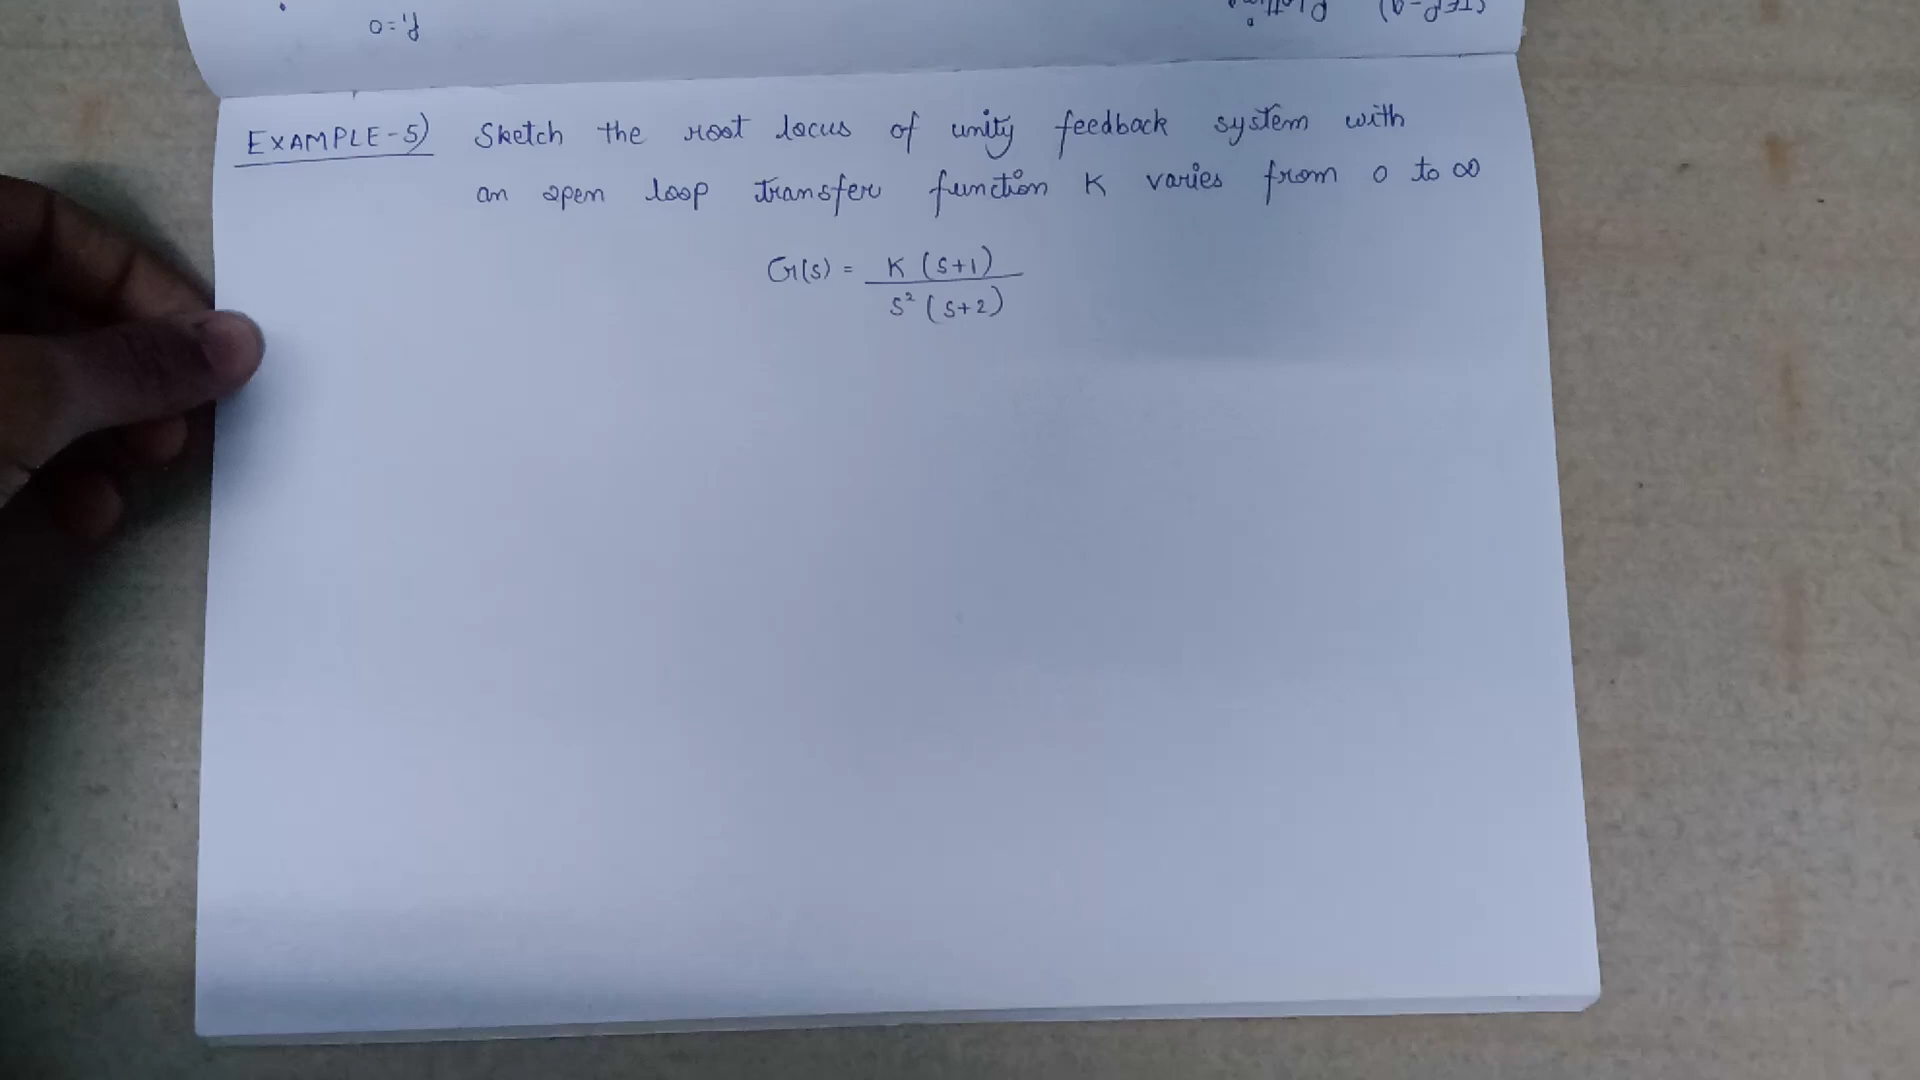 EXAMPLE-5) Sketch the root locus of unity feedback system with
an open loop transfer function K varies from 0 to ∞
G(s) = K (s+1)
s² (s+2)